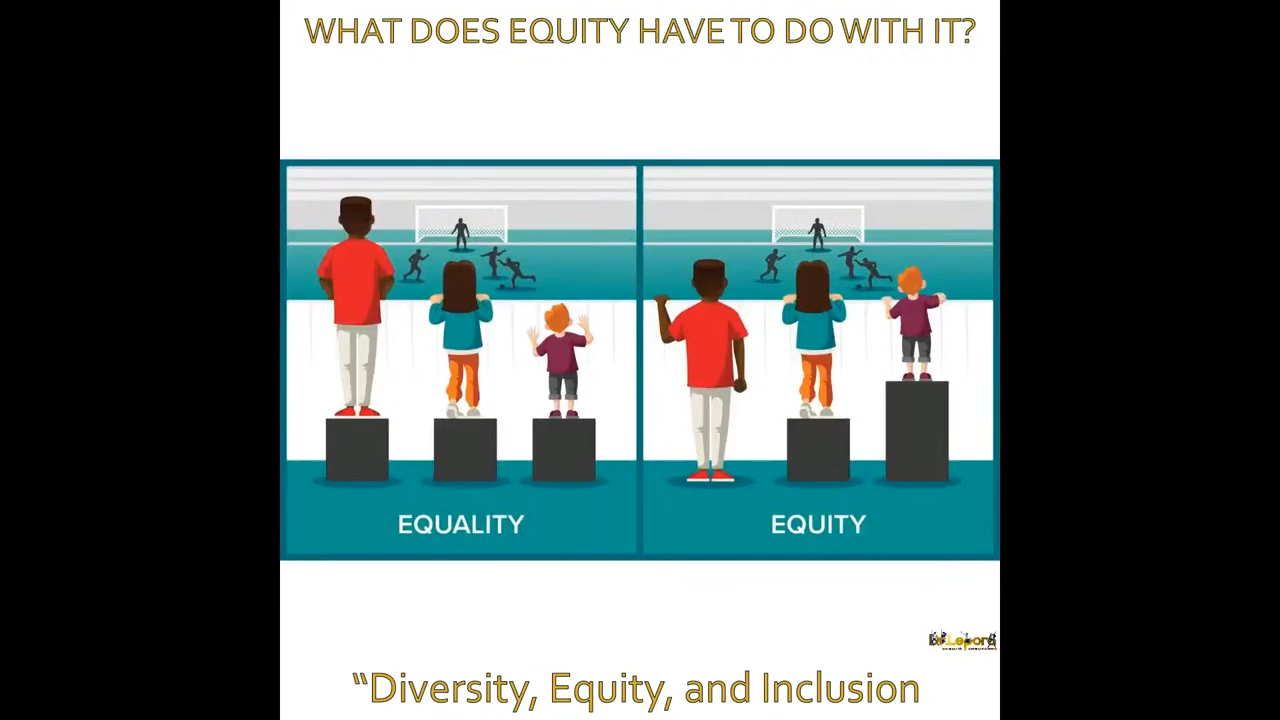 WHAT DOES EQUITY HAVE TO DO WITH IT?
EQUALITY
EQUITY
“Diversity, Equity, and Inclusion